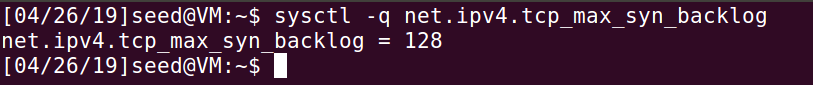 [04/26/19]seed@VM:~$ sysctl -q net.ipv4.tcp_max_syn_backlog
net.ipv4.tcp_max_syn_backlog = 128
[04/26/19]seed@VM:~$